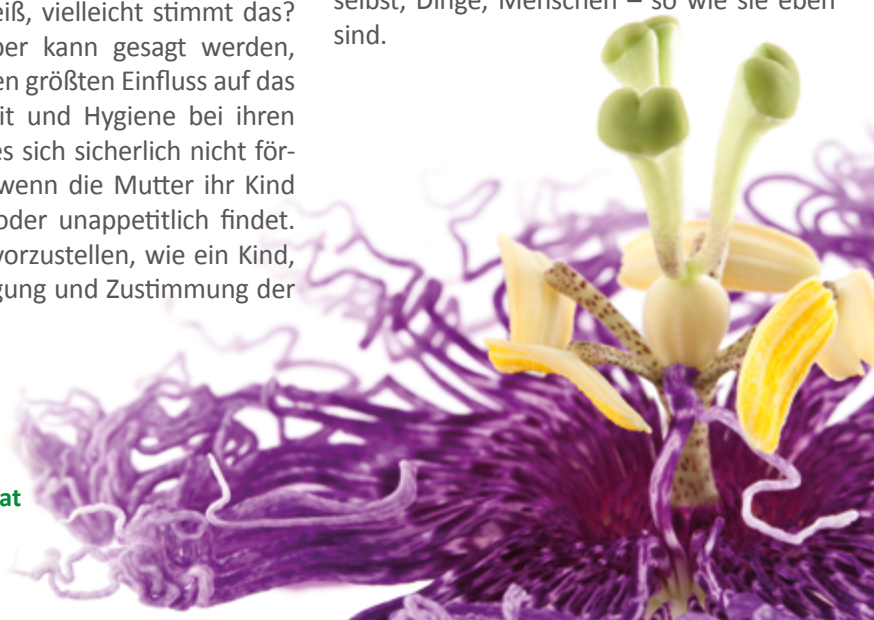 eiß, vielleicht stimmt das?
ber kann gesagt werden,
en größten Einfluss auf das
it und Hygiene bei ihren
es sich sicherlich nicht för-
wenn die Mutter ihr Kind
oder unappetitlich findet.
vorzustellen, wie ein Kind,
gung und Zustimmung der
at
selbst, Dinge, Menschen – so wie sie eben
sind.